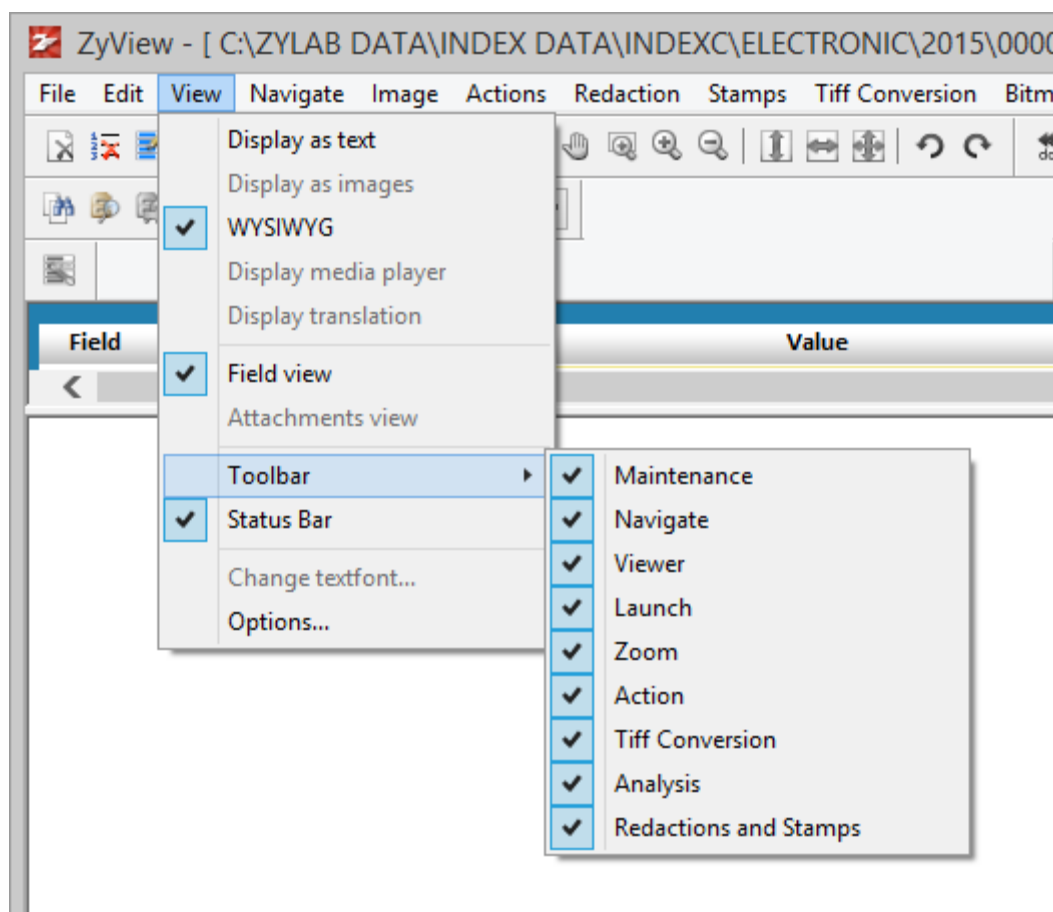 ZyView - [ C:\ZYLAB DATA\INDEX DATA\INDEXC\ELECTRONIC\2015\0000
File Edit View Navigate Image Actions Redaction Stamps Tiff Conversion Bitm
Display as text
Display as images
WYSIWYG
Display media player
Display translation
Field Value
Field view
Attachments view
Toolbar
Status Bar
Change textfont...
Options...
Maintenance
Navigate
Viewer
Launch
Zoom
Action
Tiff Conversion
Analysis
Redactions and Stamps